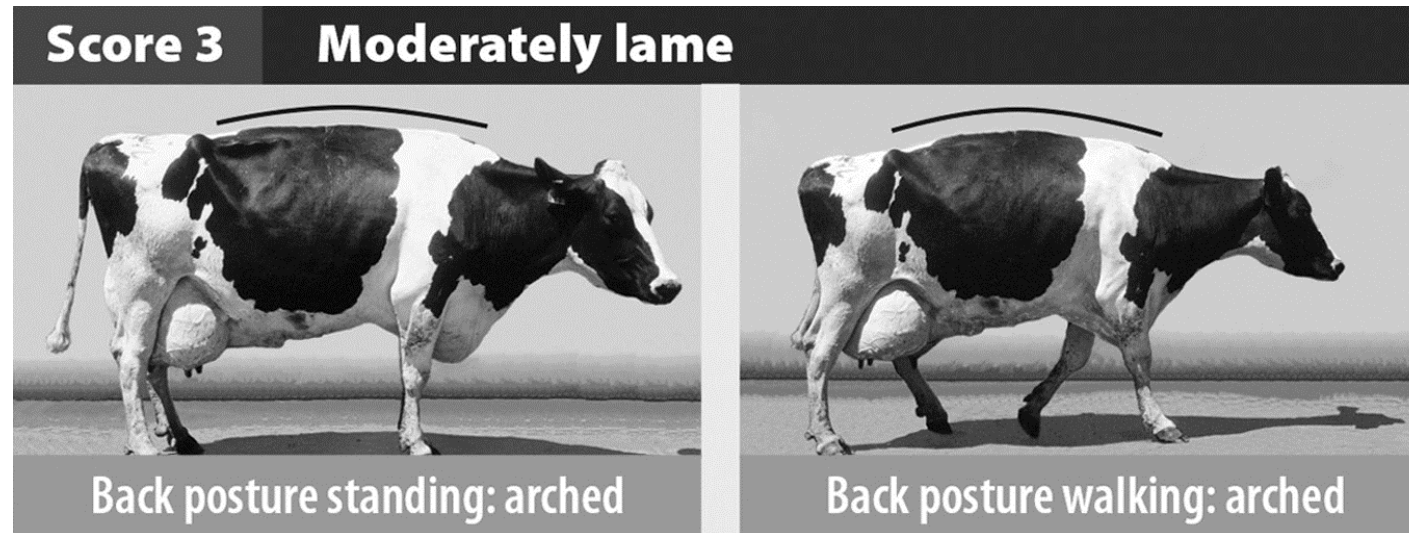 Score 3 Moderately lame
Back posture standing: arched
Back posture walking: arched